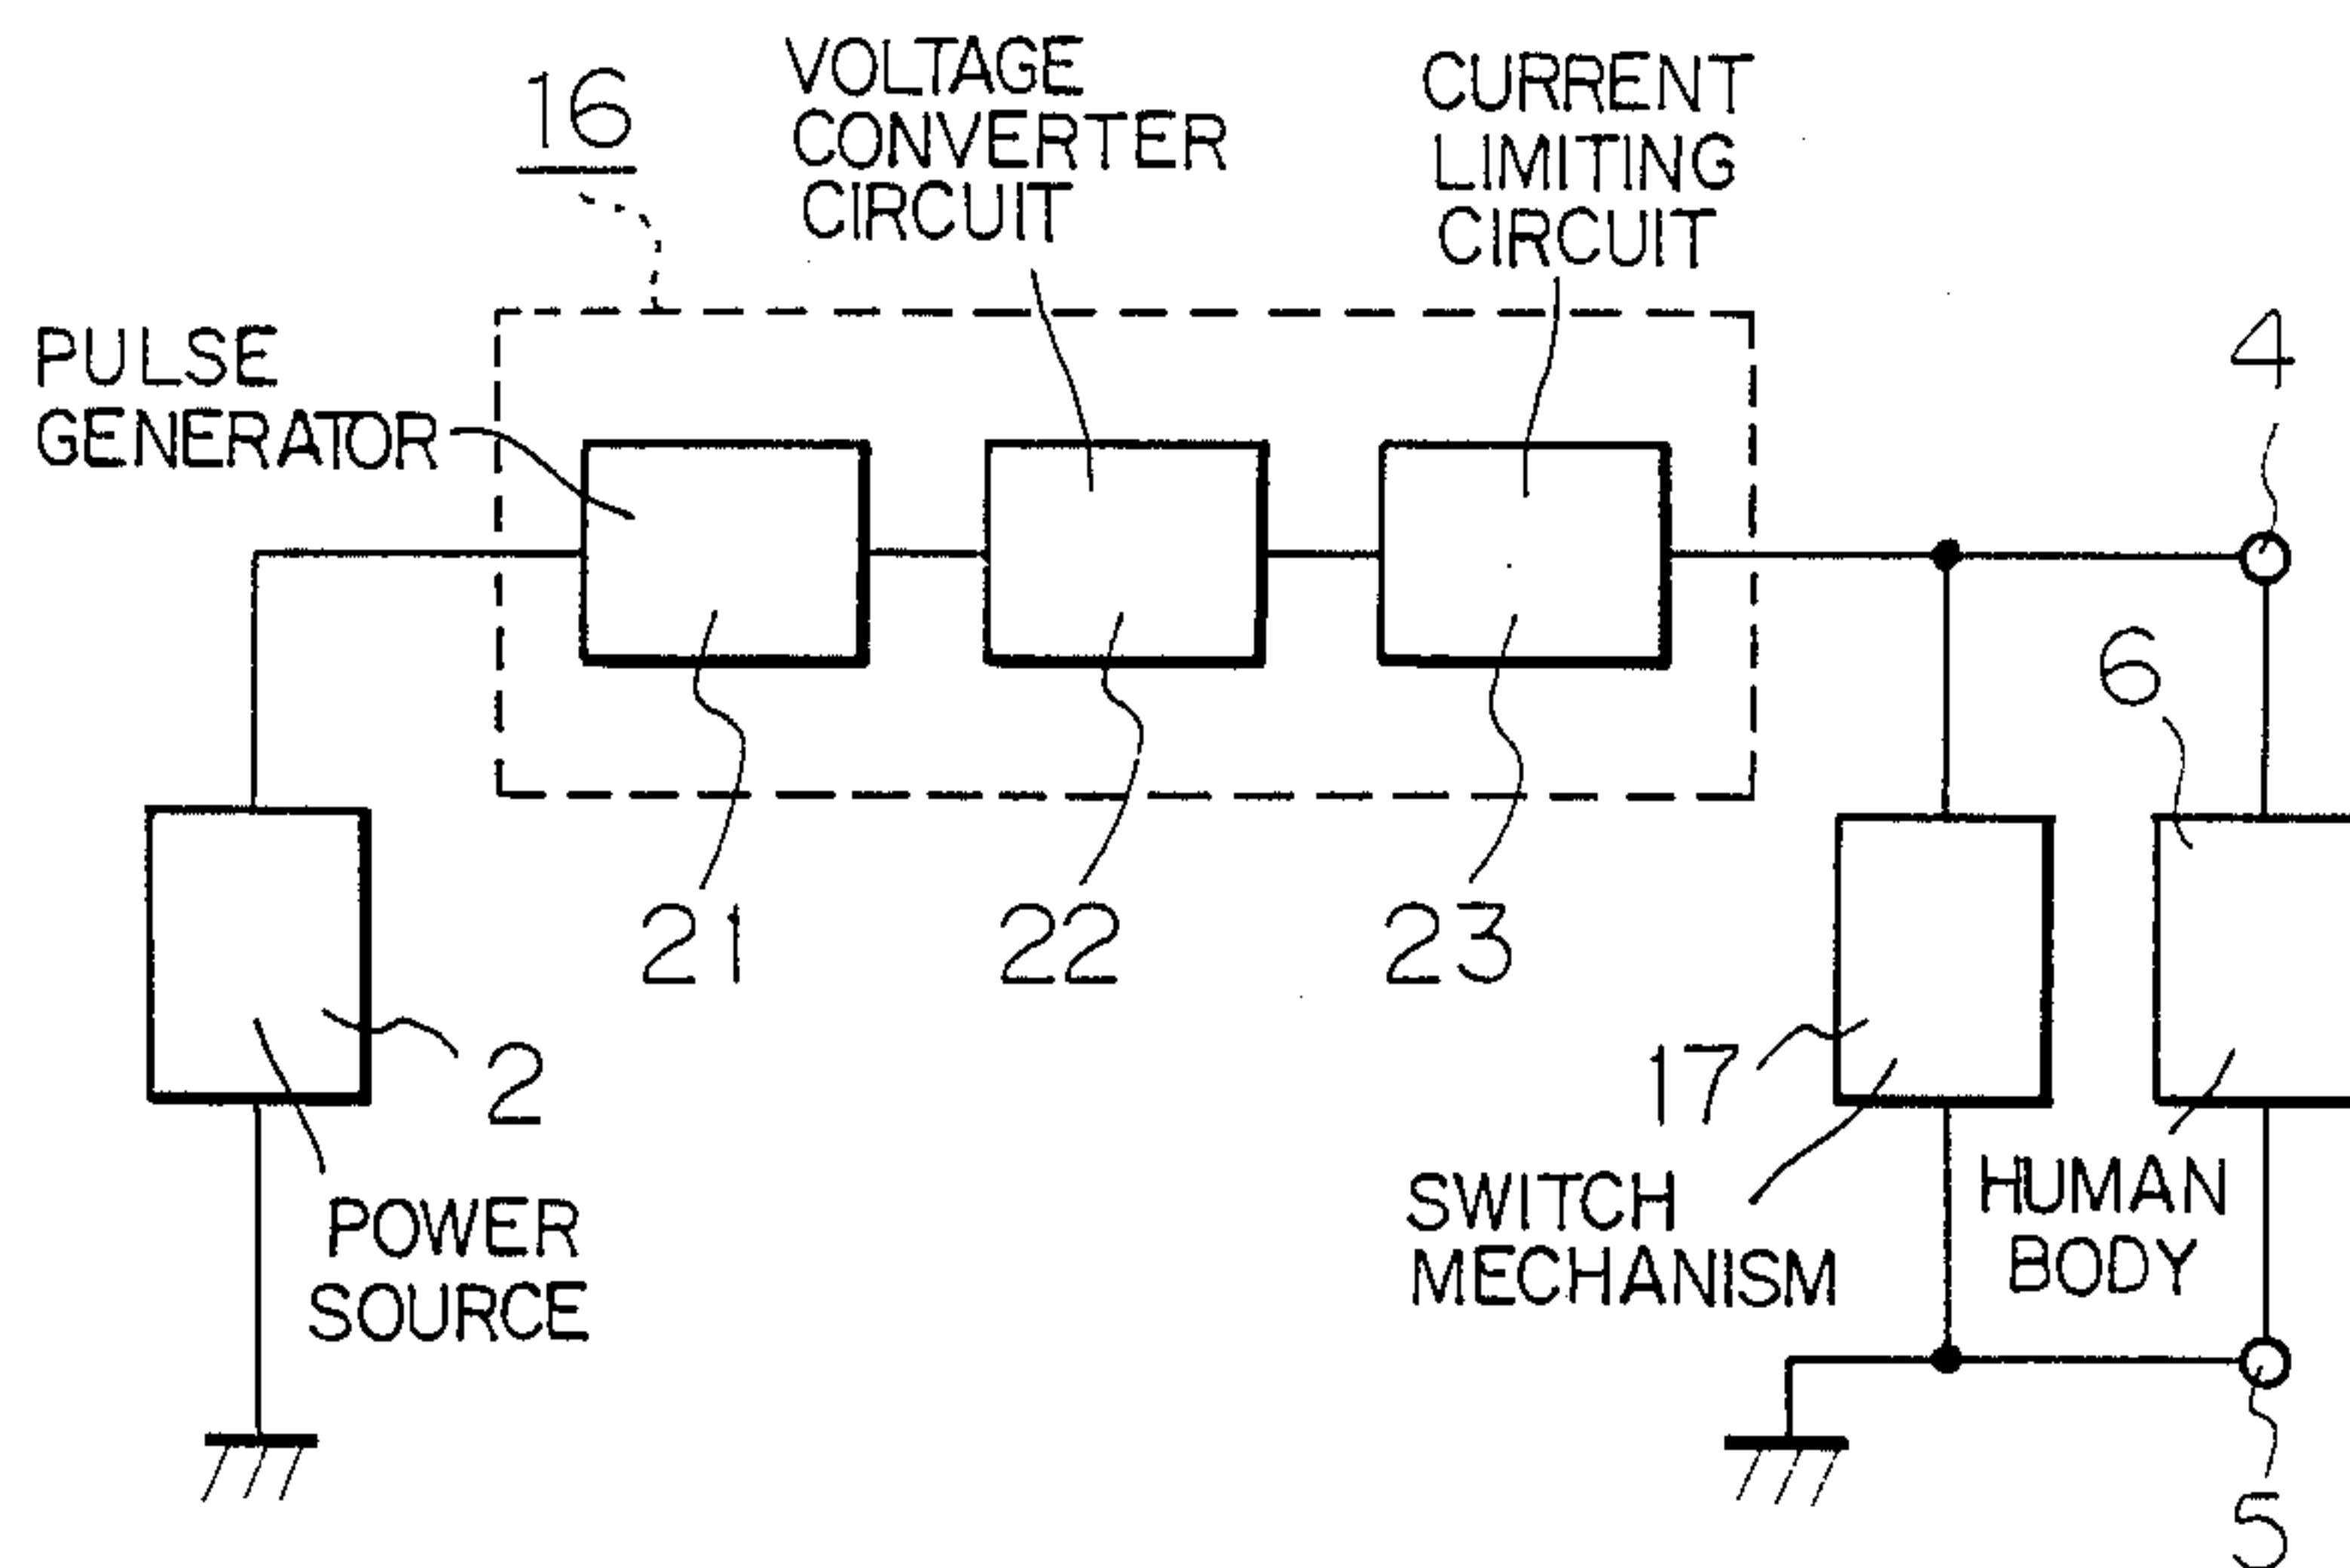 16
VOLTAGE
CONVERTER
CIRCUIT
CURRENT
LIMITING
CIRCUIT
PULSE
GENERATOR
4
6
21
22
23
2
17
POWER
SOURCE
SWITCH
MECHANISM
HUMAN
BODY
5